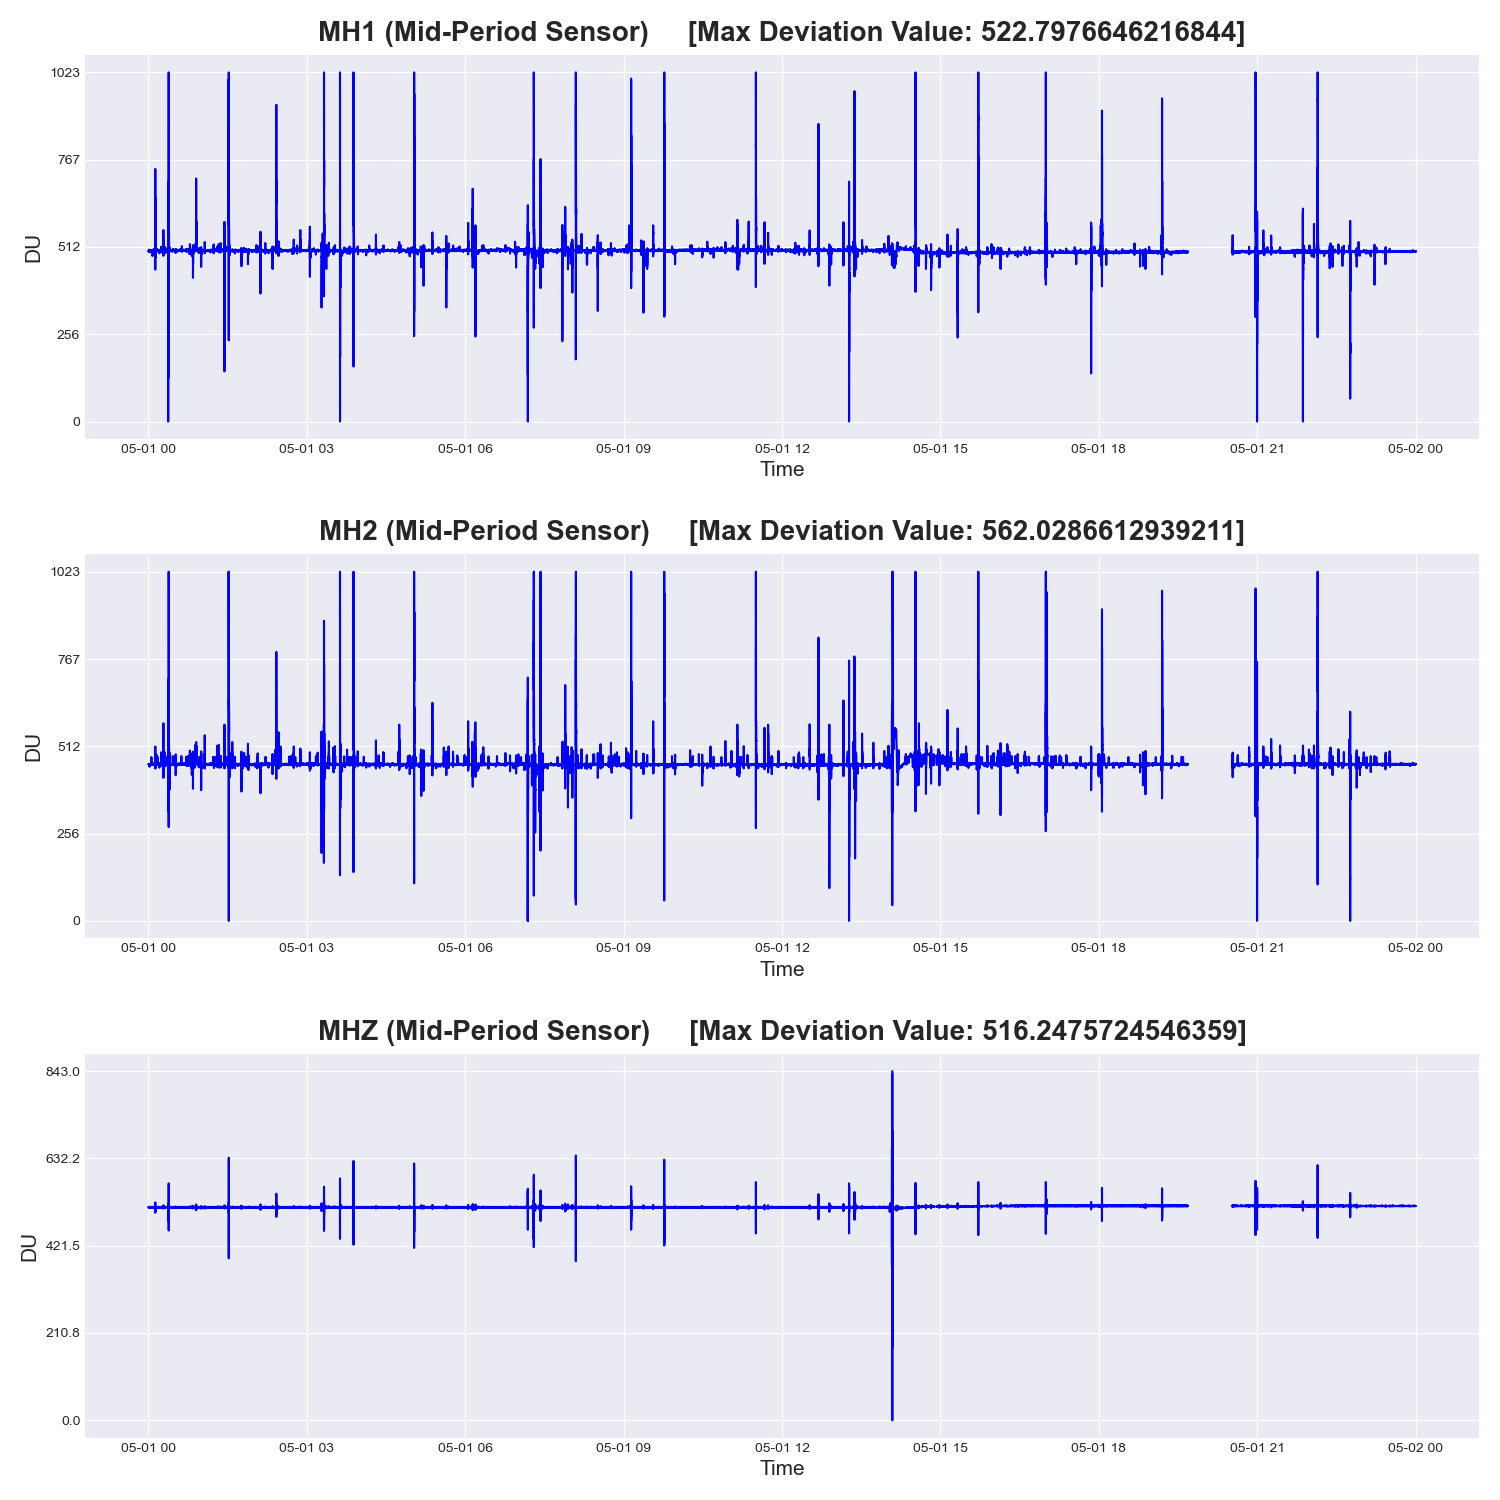 MH1 (Mid-Period Sensor) [Max Deviation Value: 522.7976646216844]
1023
767
512
256
0
DU
05-01 00 05-01 03 05-01 06 05-01 09 05-01 12 05-01 15 05-01 18 05-01 21 05-02 00
Time
MH2 (Mid-Period Sensor) [Max Deviation Value: 562.0286612939211]
1023
767
512
256
0
DU
05-01 00 05-01 03 05-01 06 05-01 09 05-01 12 05-01 15 05-01 18 05-01 21 05-02 00
Time
MHZ (Mid-Period Sensor) [Max Deviation Value: 516.2475724546359]
843.0
632.2
421.5
210.8
0.0
DU
05-01 00 05-01 03 05-01 06 05-01 09 05-01 12 05-01 15 05-01 18 05-01 21 05-02 00
Time